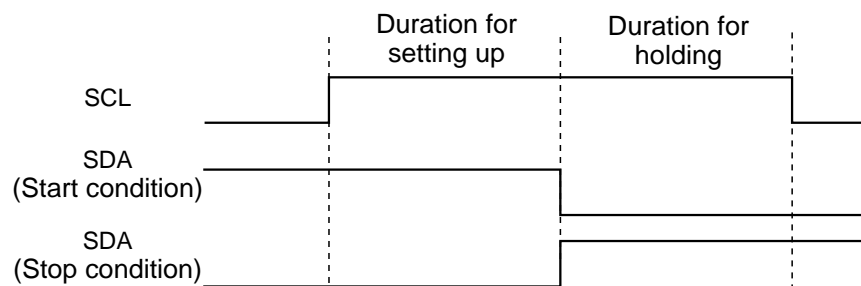 Duration for
setting up
Duration for
holding
SCL
SDA
(Start condition)
SDA
(Stop condition)